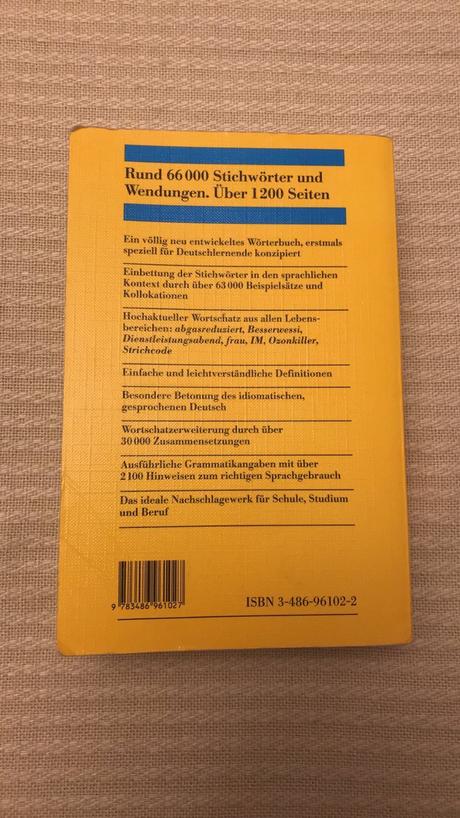 Rund 66 000 Stichwörter und
Wendungen. Über 1200 Seiten
Ein völlig neu entwickeltes Wörterbuch, erstmals
speziell für Deutschlernende konzipiert
Einbettung der Stichwörter in den sprachlichen
Kontext durch über 63 000 Beispielsätze und
Kollokationen
Hochaktueller Wortschatz aus allen Lebens-
bereichen: abgasreduziert, Besserwessi,
Dienstleistungsabend, frau, IM, Ozonkiller,
Strichcode
Einfache und leichtverständliche Definitionen
Besondere Betonung des idiomatischen,
gesprochenen Deutsch
Wortschatzerweiterung durch über
30 000 Zusammensetzungen
Ausführliche Grammatikangaben mit über
2 100 Hinweisen zum richtigen Sprachgebrauch
Das ideale Nachschlagewerk für Schule, Studium
und Beruf
9 783486 961027
ISBN 3-486-96102-2